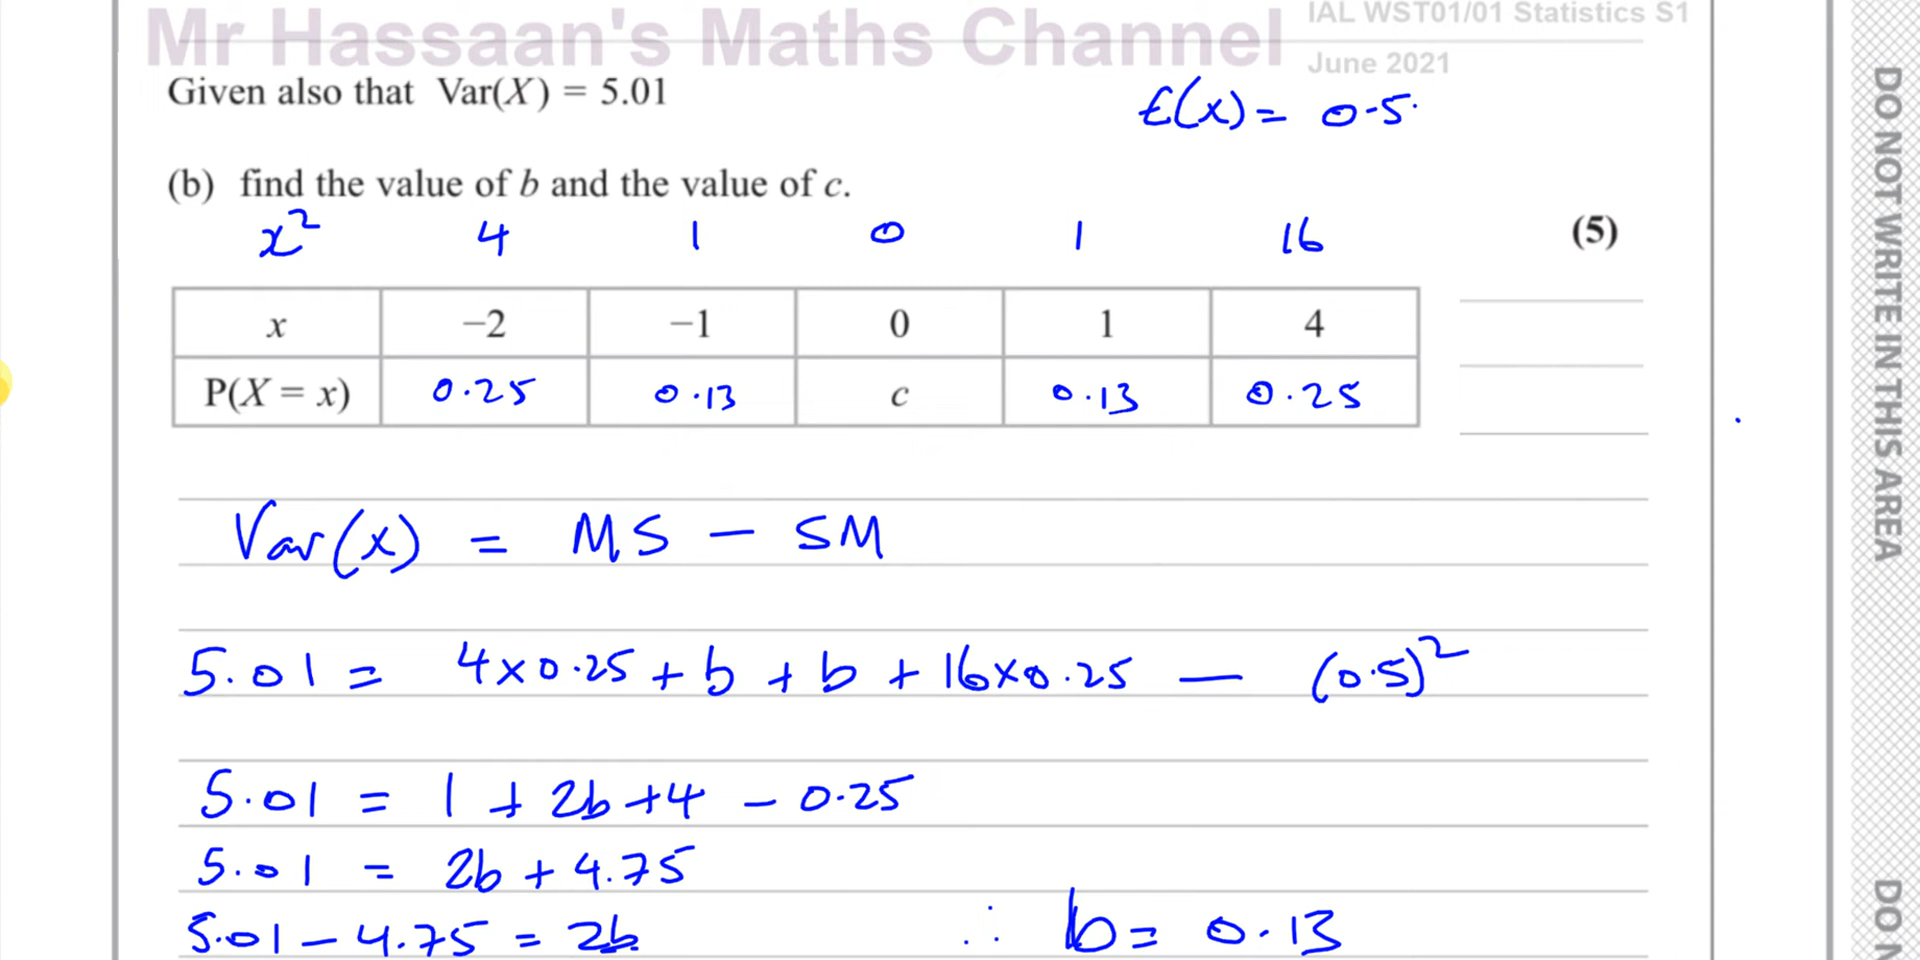 Mr Hassaan's Maths Channel
IAL WST01/01 Statistics S1
June 2021
Given also that Var(X) = 5.01
E(x) = 0.5.
(b) find the value of b and the value of c.
x² 4 1 0 1 16
(5)
x −2 −1 0 1 4
P(X = x) 0.25 0.13 c 0.13 0.25
Var(x) = MS − SM
5.01 = 4×0.25 + b + b + 16×0.25 − (0.5)²
5.01 = 1 + 2b + 4 − 0.25
5.01 = 2b + 4.75
5.01 − 4.75 = 2b. ∴ b = 0.13
DO NOT WRITE IN THIS AREA
DO N